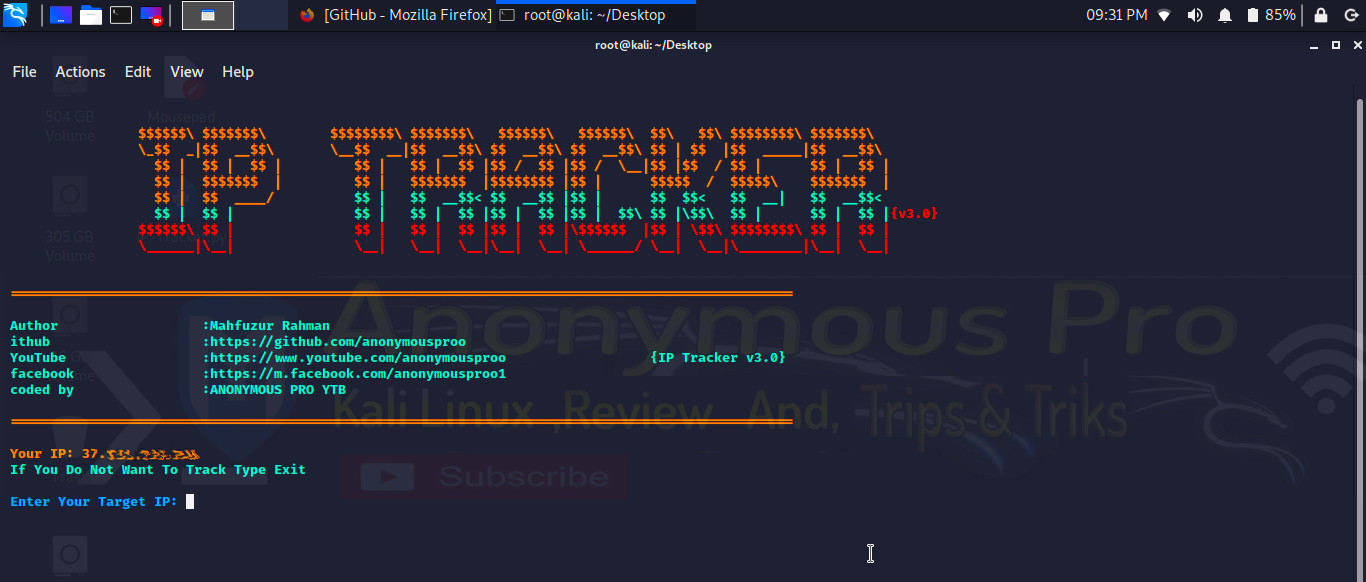 [GitHub - Mozilla Firefox] root@kali: ~/Desktop 09:31 PM 85%
root@kali: ~/Desktop
File Actions Edit View Help
504 GB Volume
Mousepad
305 GB Volume
IP TRACKER {v3.0}
Anonymous Pro
Author :Mahfuzur Rahman
ithub :https://github.com/anonymousproo
YouTube :https://www.youtube.com/anonymousproo {IP Tracker v3.0}
facebook :https://m.facebook.com/anonymousproo1
coded by :ANONYMOUS PRO YTB
Kali Linux ,Review And, Trips & Triks
Your IP: 37.
If You Do Not Want To Track Type Exit
Subscribe
Enter Your Target IP: